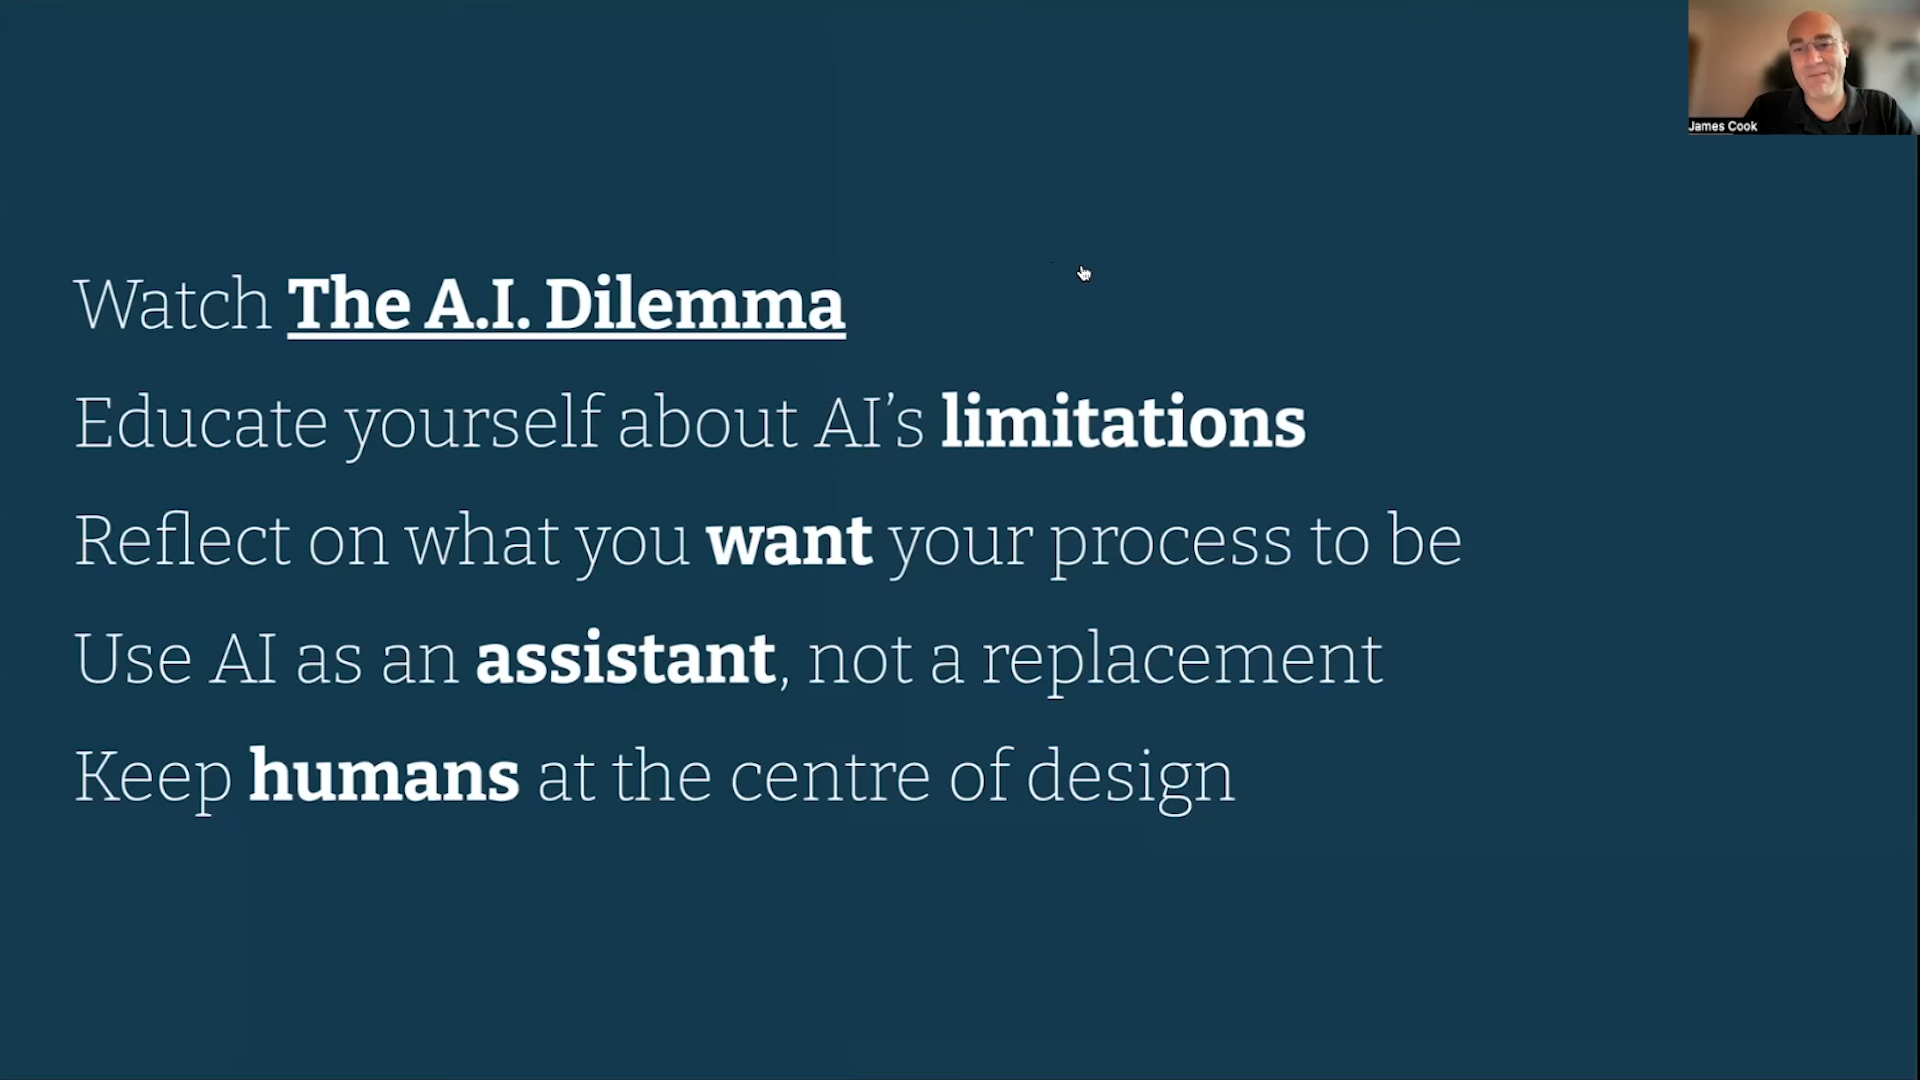 James Cook
Watch The A.I. Dilemma
Educate yourself about AI’s limitations
Reflect on what you want your process to be
Use AI as an assistant, not a replacement
Keep humans at the centre of design